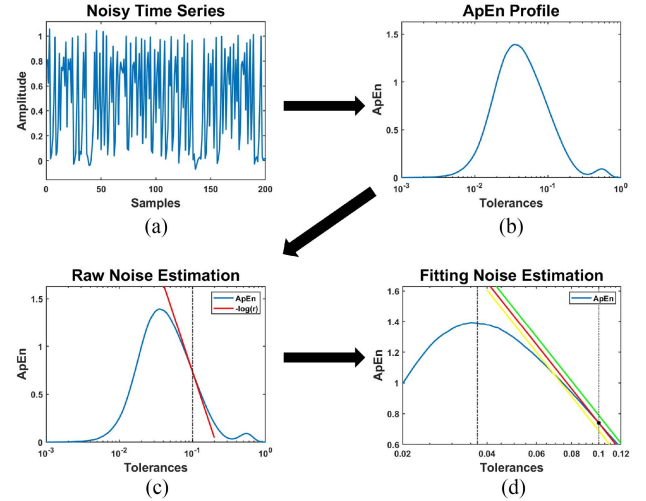 Noisy Time Series
Amplitude
1
0.8
0.6
0.4
0.2
0
0 50 100 150 200
Samples
(a)
ApEn Profile
ApEn
1.5
1
0.5
0
10⁻³ 10⁻² 10⁻¹ 10⁰
Tolerances
(b)
Raw Noise Estimation
ApEn
1.5
1
0.5
0
ApEn
-log(r)
10⁻³ 10⁻² 10⁻¹ 10⁰
Tolerances
(c)
Fitting Noise Estimation
ApEn
1.6
1.4
1.2
1
0.8
0.6
ApEn
0.02 0.04 0.06 0.08 0.1 0.12
Tolerances
(d)